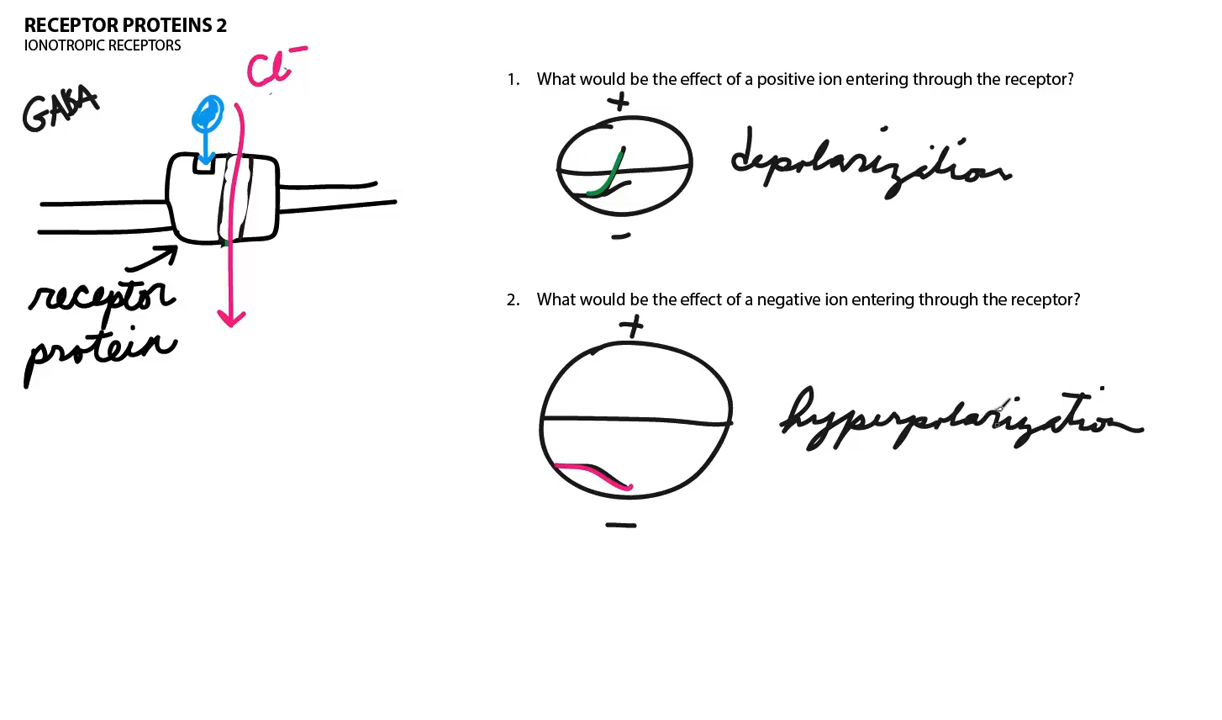 RECEPTOR PROTEINS 2
IONOTROPIC RECEPTORS
Cl⁻
GABA
receptor
protein
1. What would be the effect of a positive ion entering through the receptor?
+
depolarization
-
2. What would be the effect of a negative ion entering through the receptor?
+
hyperpolarization
-